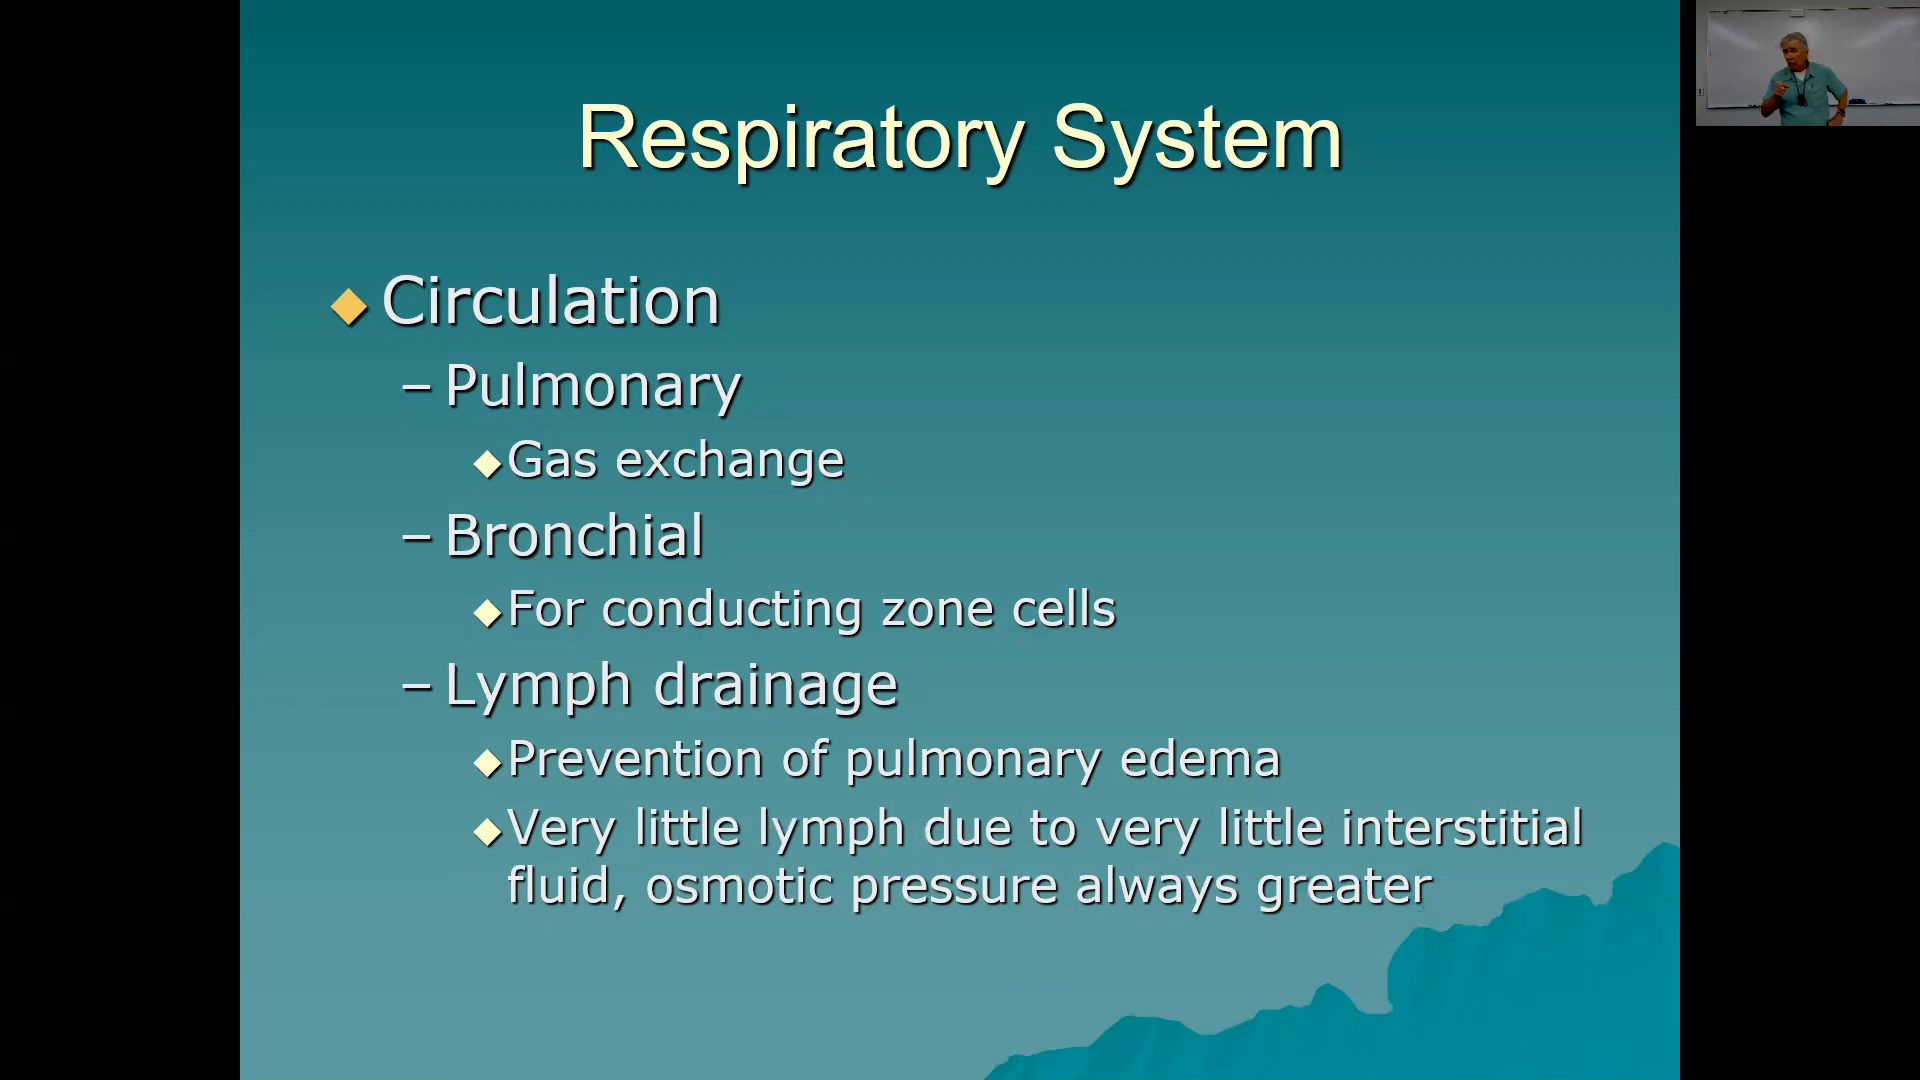 Respiratory System
Circulation
– Pulmonary
Gas exchange
– Bronchial
For conducting zone cells
– Lymph drainage
Prevention of pulmonary edema
Very little lymph due to very little interstitial
fluid, osmotic pressure always greater